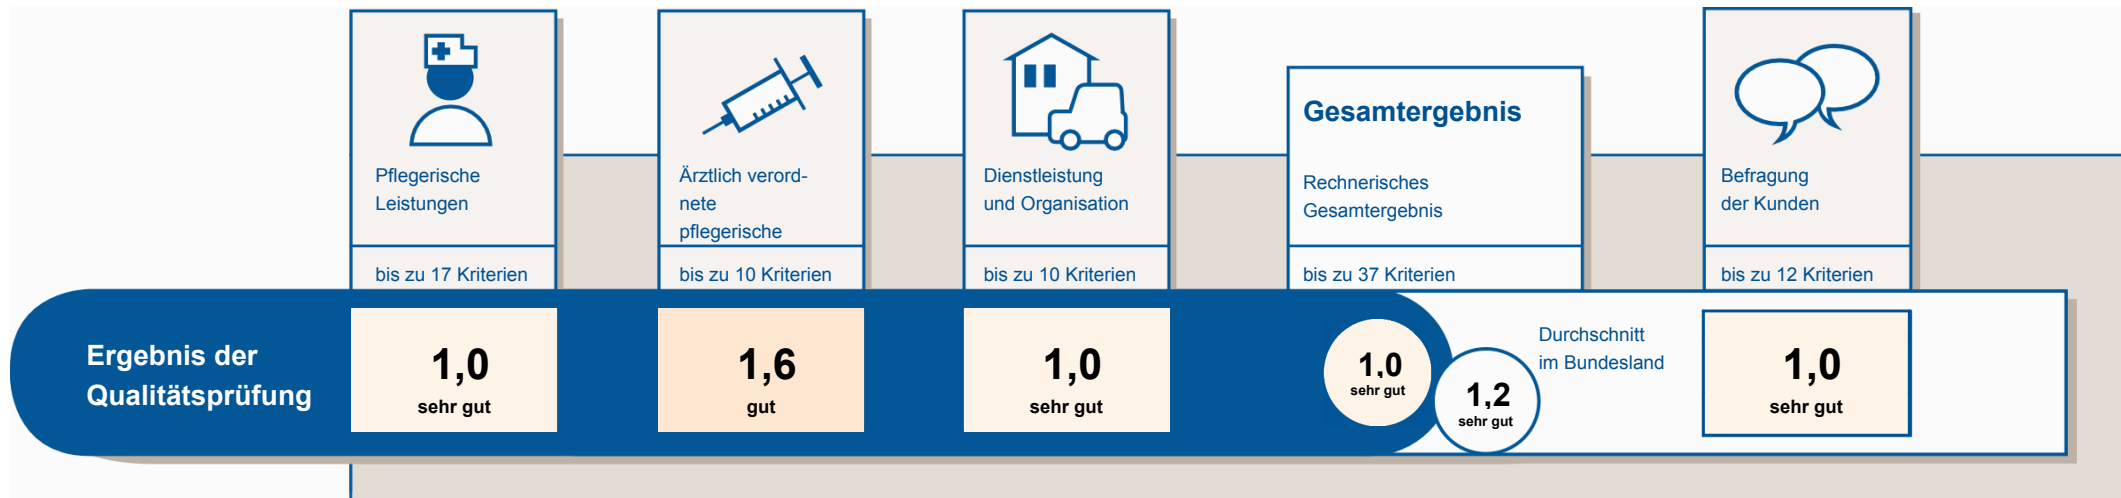 Pflegerische
Leistungen
bis zu 17 Kriterien
Ärztlich verord-
nete
pflegerische
bis zu 10 Kriterien
Dienstleistung
und Organisation
bis zu 10 Kriterien
Gesamtergebnis
Rechnerisches
Gesamtergebnis
bis zu 37 Kriterien
Befragung
der Kunden
bis zu 12 Kriterien
Ergebnis der
Qualitätsprüfung
1,0
sehr gut
1,6
gut
1,0
sehr gut
1,0
sehr gut
1,2
sehr gut
Durchschnitt
im Bundesland
1,0
sehr gut